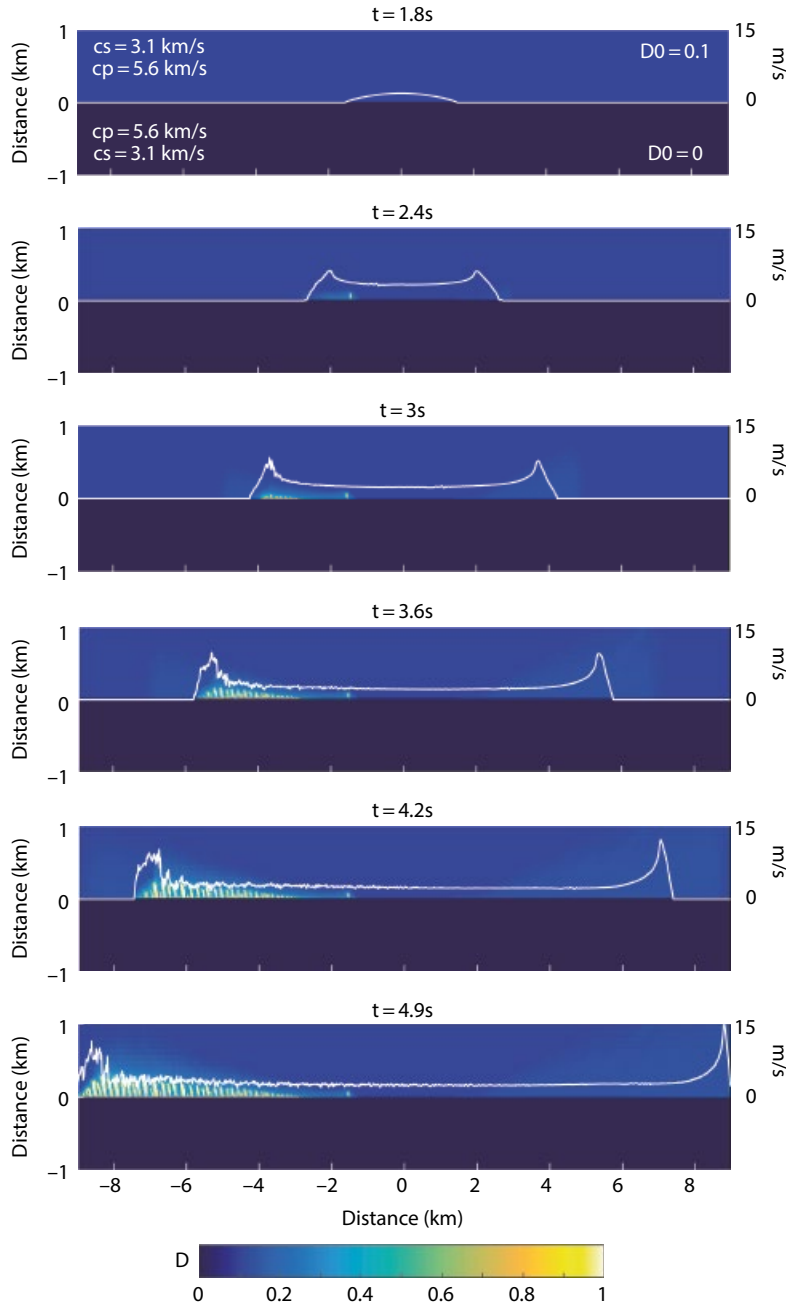 t = 1.8s
1
0
−1
Distance (km)
15
0
m/s
cs = 3.1 km/s
cp = 5.6 km/s
D0 = 0.1
cp = 5.6 km/s
cs = 3.1 km/s
D0 = 0
t = 2.4s
1
0
−1
Distance (km)
15
0
m/s
t = 3s
1
0
−1
Distance (km)
15
0
m/s
t = 3.6s
1
0
−1
Distance (km)
15
0
m/s
t = 4.2s
1
0
−1
Distance (km)
15
0
m/s
t = 4.9s
1
0
−1
Distance (km)
15
0
m/s
−8 −6 −4 −2 0 2 4 6 8
Distance (km)
D
0 0.2 0.4 0.6 0.8 1